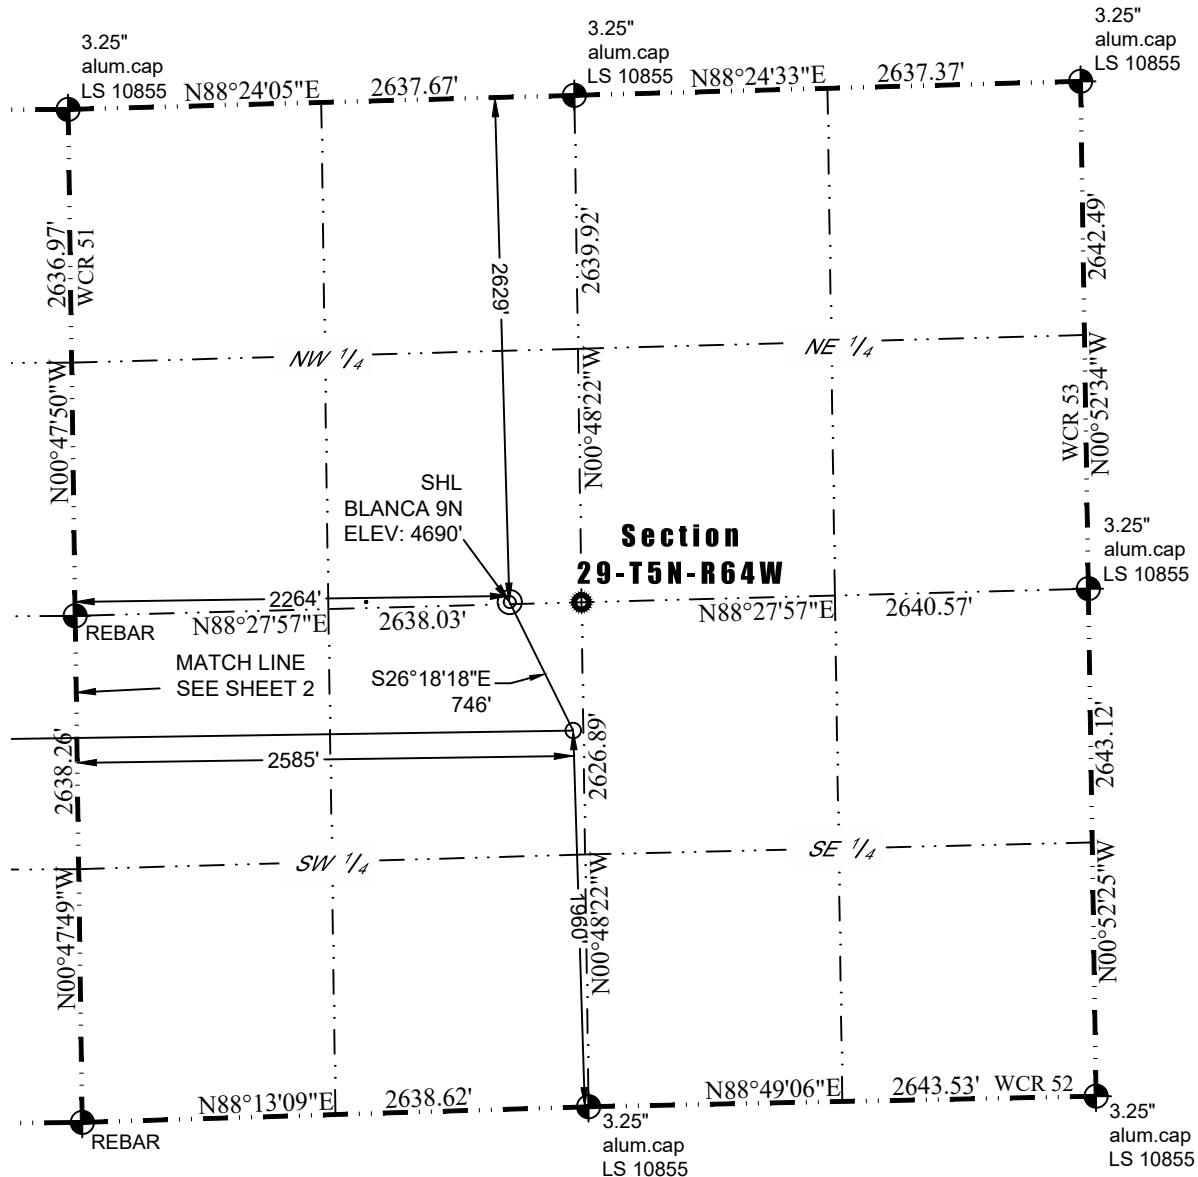 3.25"
alum.cap
LS 10855
3.25"
alum.cap
LS 10855
3.25"
alum.cap
LS 10855
N88°24'05"E
2637.67'
N88°24'33"E
2637.37'
2636.97'
WCR 51
2629'
2639.92'
2642.49'
NW 1/4
NE 1/4
N00°47'50"W
N00°48'22"W
WCR 53
N00°52'34"W
SHL
BLANCA 9N
ELEV: 4690'
Section
29-T5N-R64W
3.25"
alum.cap
LS 10855
2264'
N88°27'57"E
2638.03'
N88°27'57"E
2640.57'
REBAR
MATCH LINE
SEE SHEET 2
S26°18'18"E
746'
2638.26'
2585'
2626.89'
2643.12'
SW 1/4
SE 1/4
N00°47'49"W
1960'
N00°48'22"W
N00°52'25"W
N88°13'09"E
2638.62'
N88°49'06"E
2643.53'
WCR 52
REBAR
3.25"
alum.cap
LS 10855
3.25"
alum.cap
LS 10855